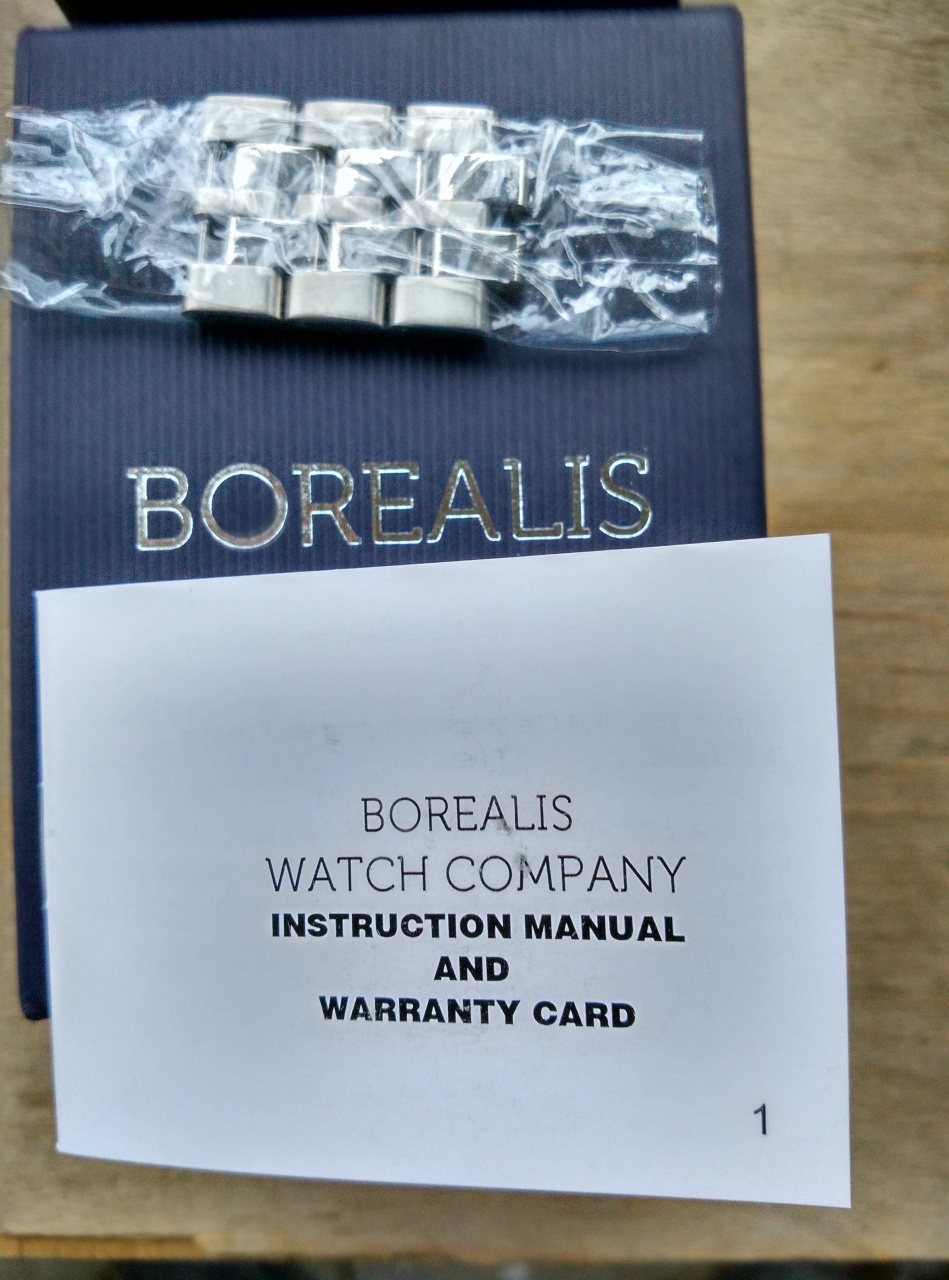 BOREALIS
BOREALIS
WATCH COMPANY
INSTRUCTION MANUAL
AND
WARRANTY CARD
1